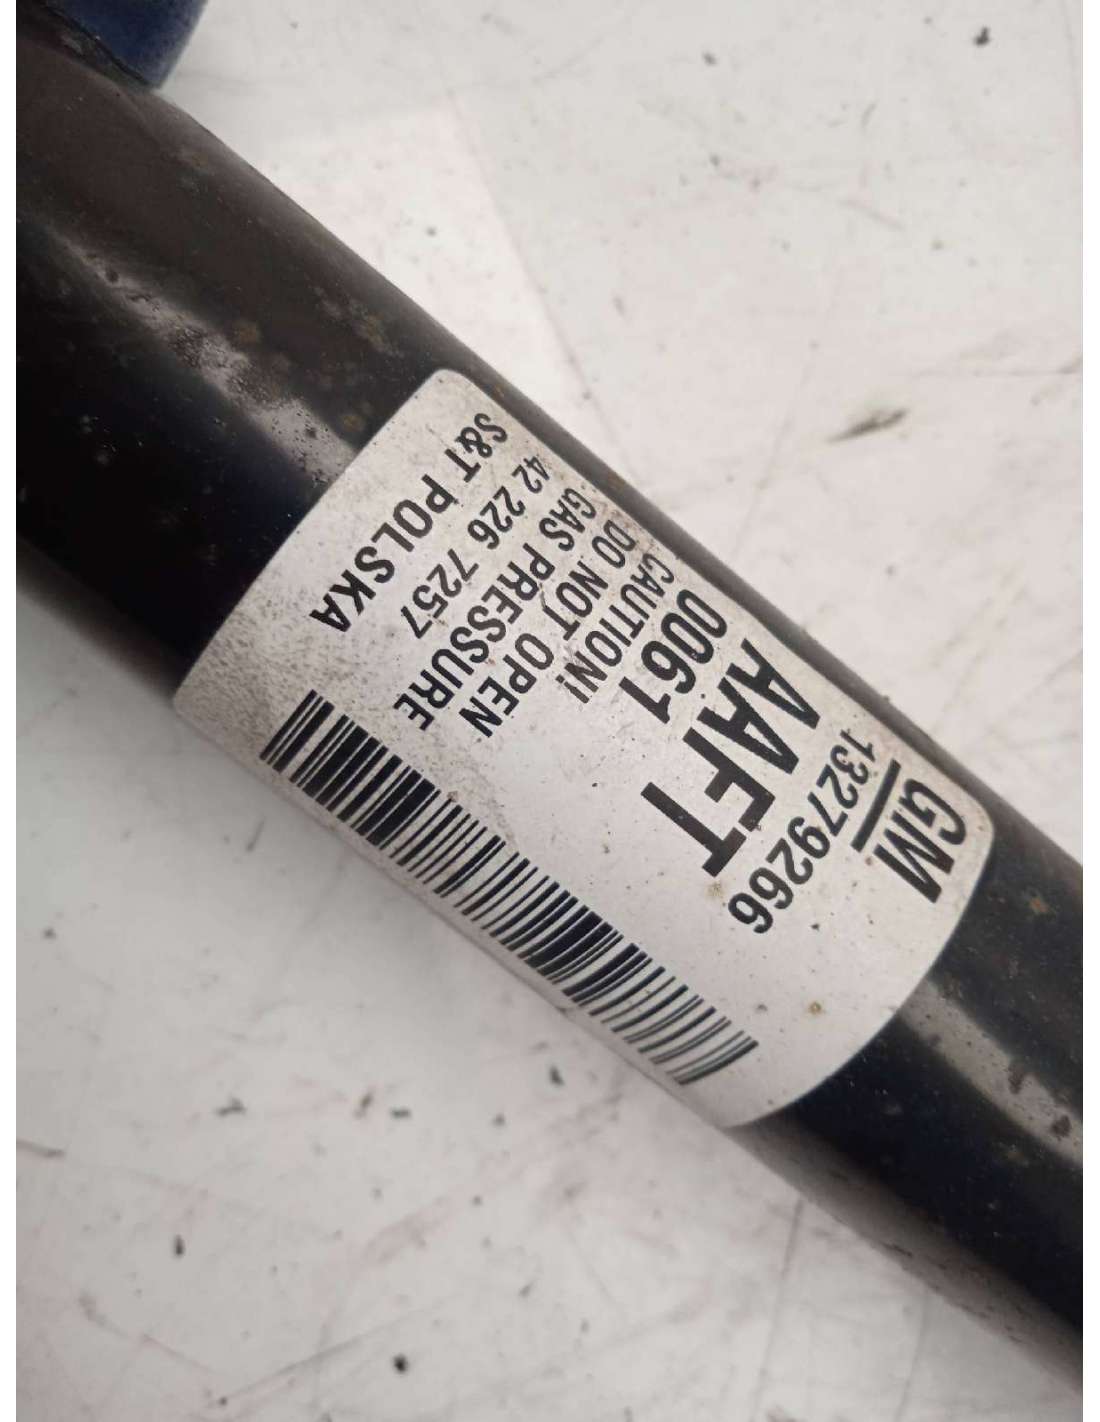 GM
13279266
AAFT
0061
CAUTION!
DO NOT OPEN
GAS PRESSURE
42 226 7257
S&T POLSKA